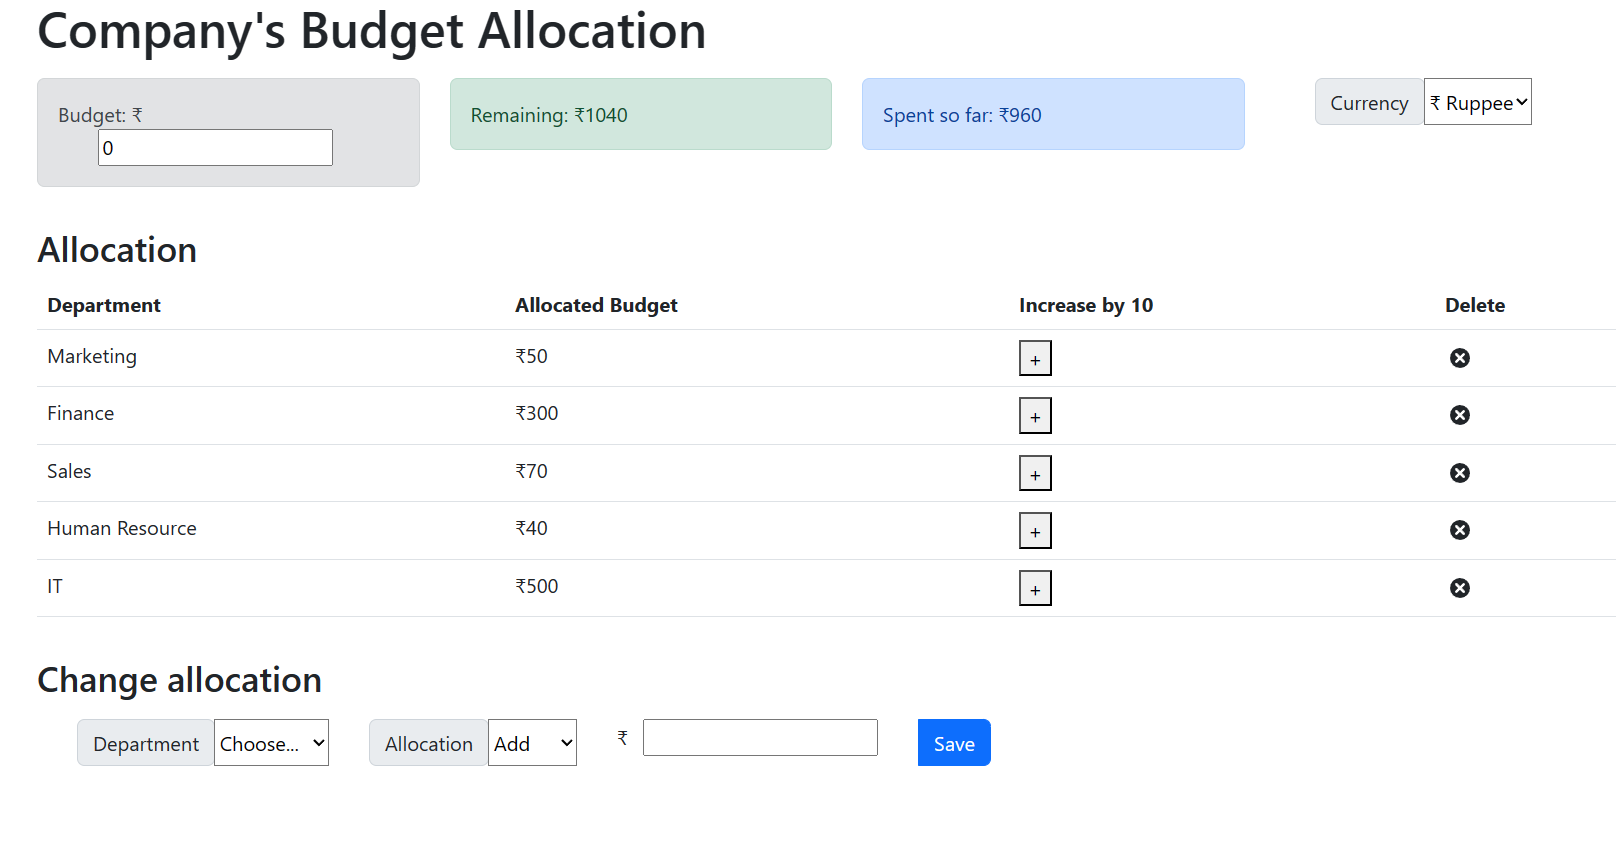 Company's Budget Allocation
Budget: ₹
0
Remaining: ₹1040
Spent so far: ₹960
Currency ₹ Ruppee
Allocation
Department Allocated Budget Increase by 10 Delete
Marketing ₹50 +
Finance ₹300 +
Sales ₹70 +
Human Resource ₹40 +
IT ₹500 +
Change allocation
Department Choose... Allocation Add ₹ Save